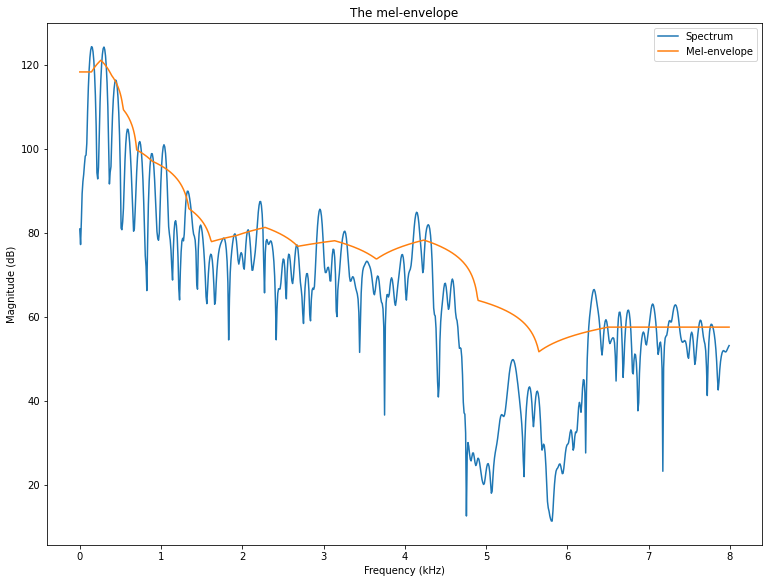 The mel-envelope
Spectrum
Mel-envelope
Magnitude (dB)
120
100
80
60
40
20
0 1 2 3 4 5 6 7 8
Frequency (kHz)